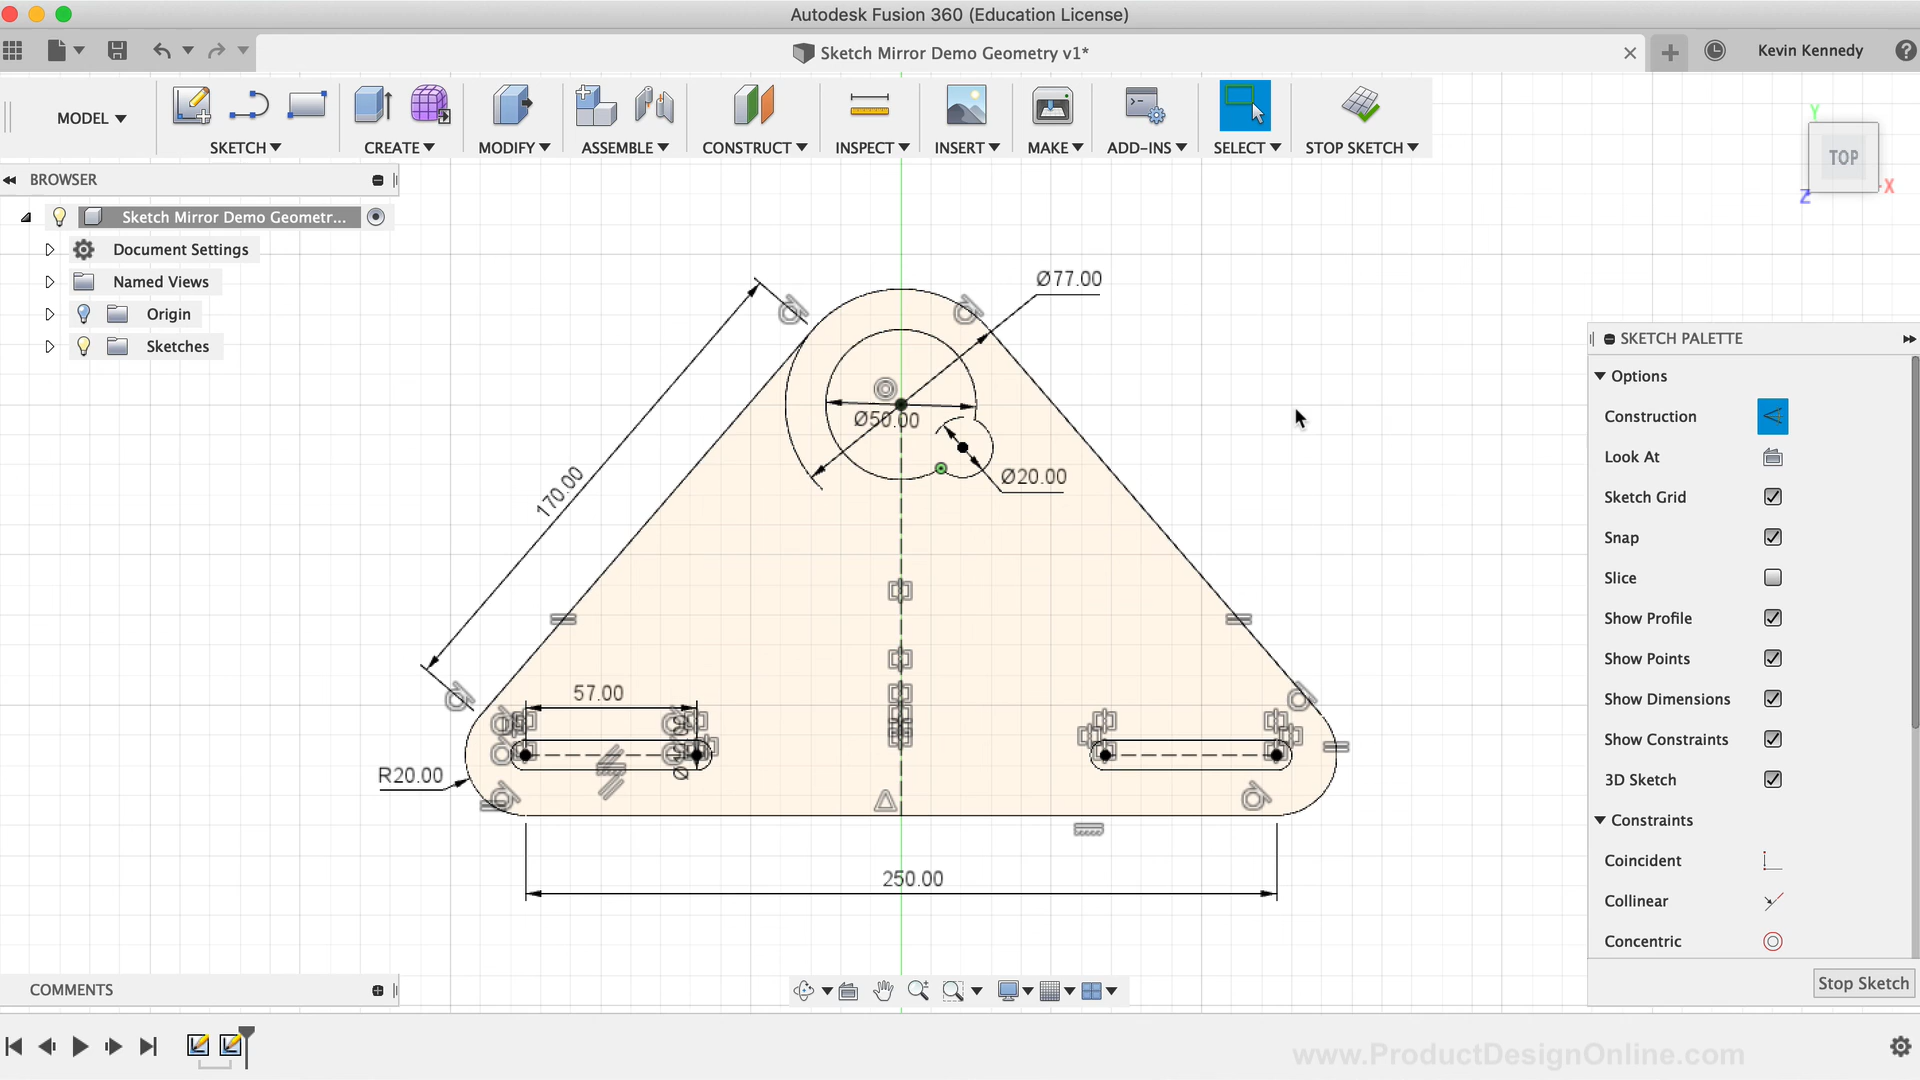 Autodesk Fusion 360 (Education License)
Sketch Mirror Demo Geometry v1*
Kevin Kennedy
MODEL
SKETCH
CREATE
MODIFY
ASSEMBLE
CONSTRUCT
INSPECT
INSERT
MAKE
ADD-INS
SELECT
STOP SKETCH
Y
TOP
X
Z
BROWSER
Sketch Mirror Demo Geometr...
Document Settings
Named Views
Origin
Sketches
Ø77.00
Ø50.00
Ø20.00
170.00
57.00
R20.00
250.00
SKETCH PALETTE
Options
Construction
Look At
Sketch Grid
Snap
Slice
Show Profile
Show Points
Show Dimensions
Show Constraints
3D Sketch
Constraints
Coincident
Collinear
Concentric
Stop Sketch
COMMENTS
www.ProductDesignOnline.com